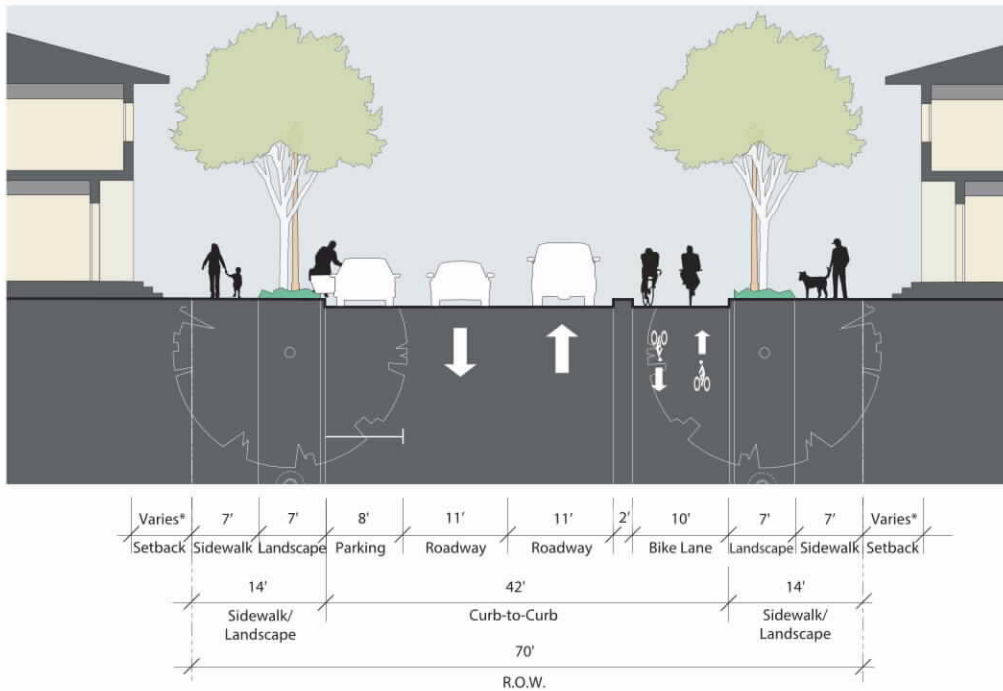 Varies* 7' 7' 8' 11' 11' 2' 10' 7' 7' Varies*
Setback Sidewalk Landscape Parking Roadway Roadway Bike Lane Landscape Sidewalk Setback
14' 42' 14'
Sidewalk/ Curb-to-Curb Sidewalk/
Landscape Landscape
70'
R.O.W.